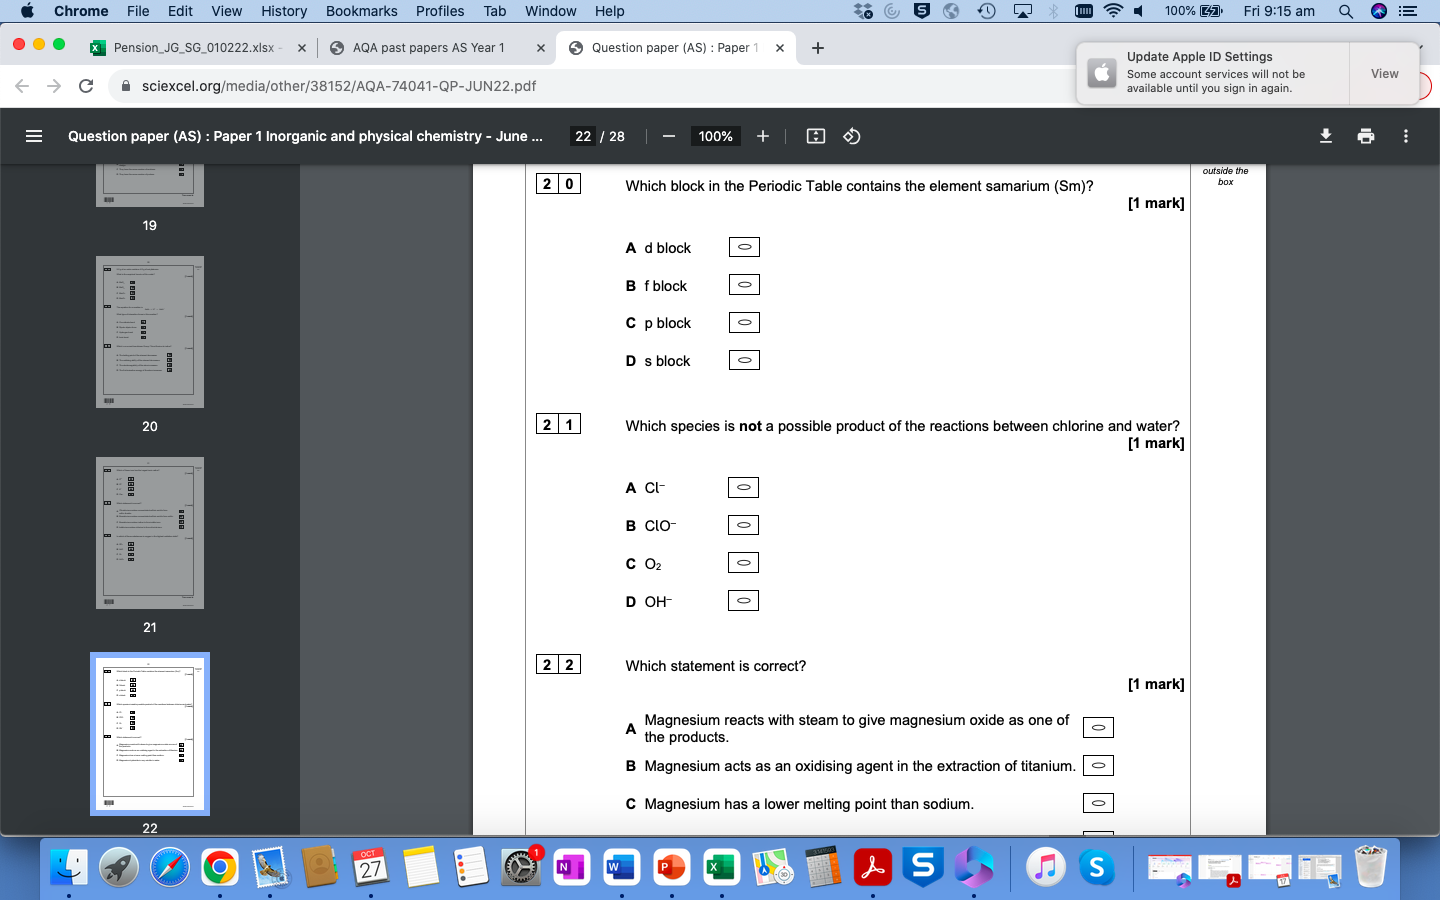 Chrome File Edit View History Bookmarks Profiles Tab Window Help 100% Fri 9:15 am
Pension_JG_SG_010222.xlsx - AQA past papers AS Year 1 Question paper (AS) : Paper 1
Update Apple ID Settings
Some account services will not be
available until you sign in again.
View
sciexcel.org/media/other/38152/AQA-74041-QP-JUN22.pdf
Question paper (AS) : Paper 1 Inorganic and physical chemistry - June ... 22 / 28 100%
19
20
21
22
outside the
box
2 0 Which block in the Periodic Table contains the element samarium (Sm)?
[1 mark]
A d block
B f block
C p block
D s block
2 1 Which species is not a possible product of the reactions between chlorine and water?
[1 mark]
A Cl⁻
B ClO⁻
C O₂
D OH⁻
2 2 Which statement is correct?
[1 mark]
A Magnesium reacts with steam to give magnesium oxide as one of
the products.
B Magnesium acts as an oxidising agent in the extraction of titanium.
C Magnesium has a lower melting point than sodium.
OCT
27
1
N
W
P
X
A
3D
S
S
17